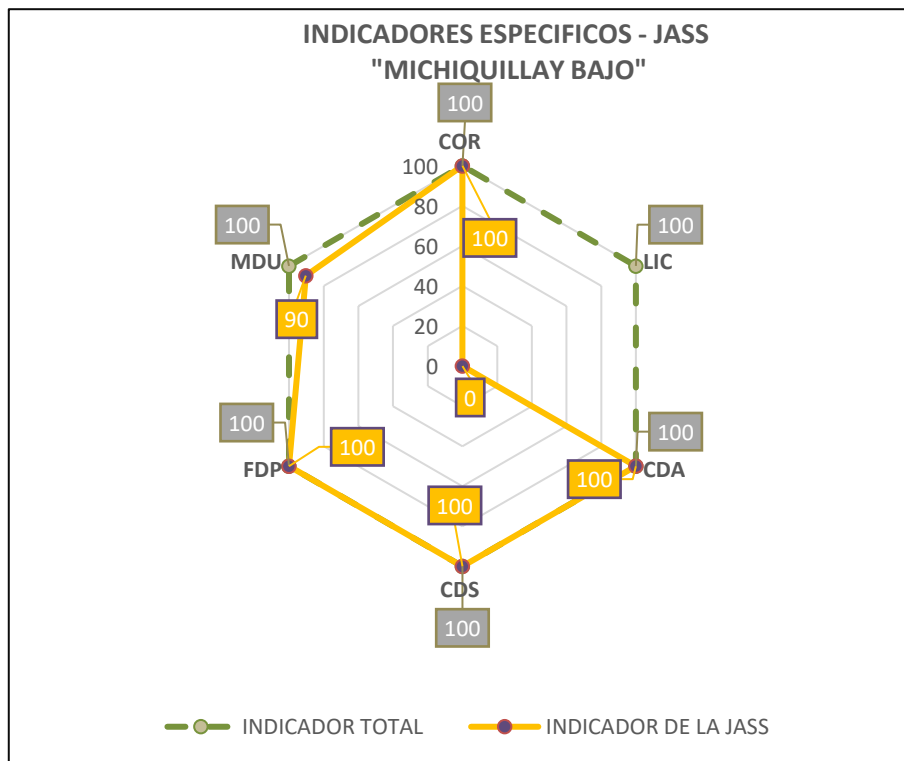 INDICADORES ESPECIFICOS - JASS
"MICHIQUILLAY BAJO"
100
COR
100
80
60
40
20
0
100
100
LIC
100
MDU
90
0
100
CDA
100
100
FDP
100
100
CDS
100
INDICADOR TOTAL
INDICADOR DE LA JASS